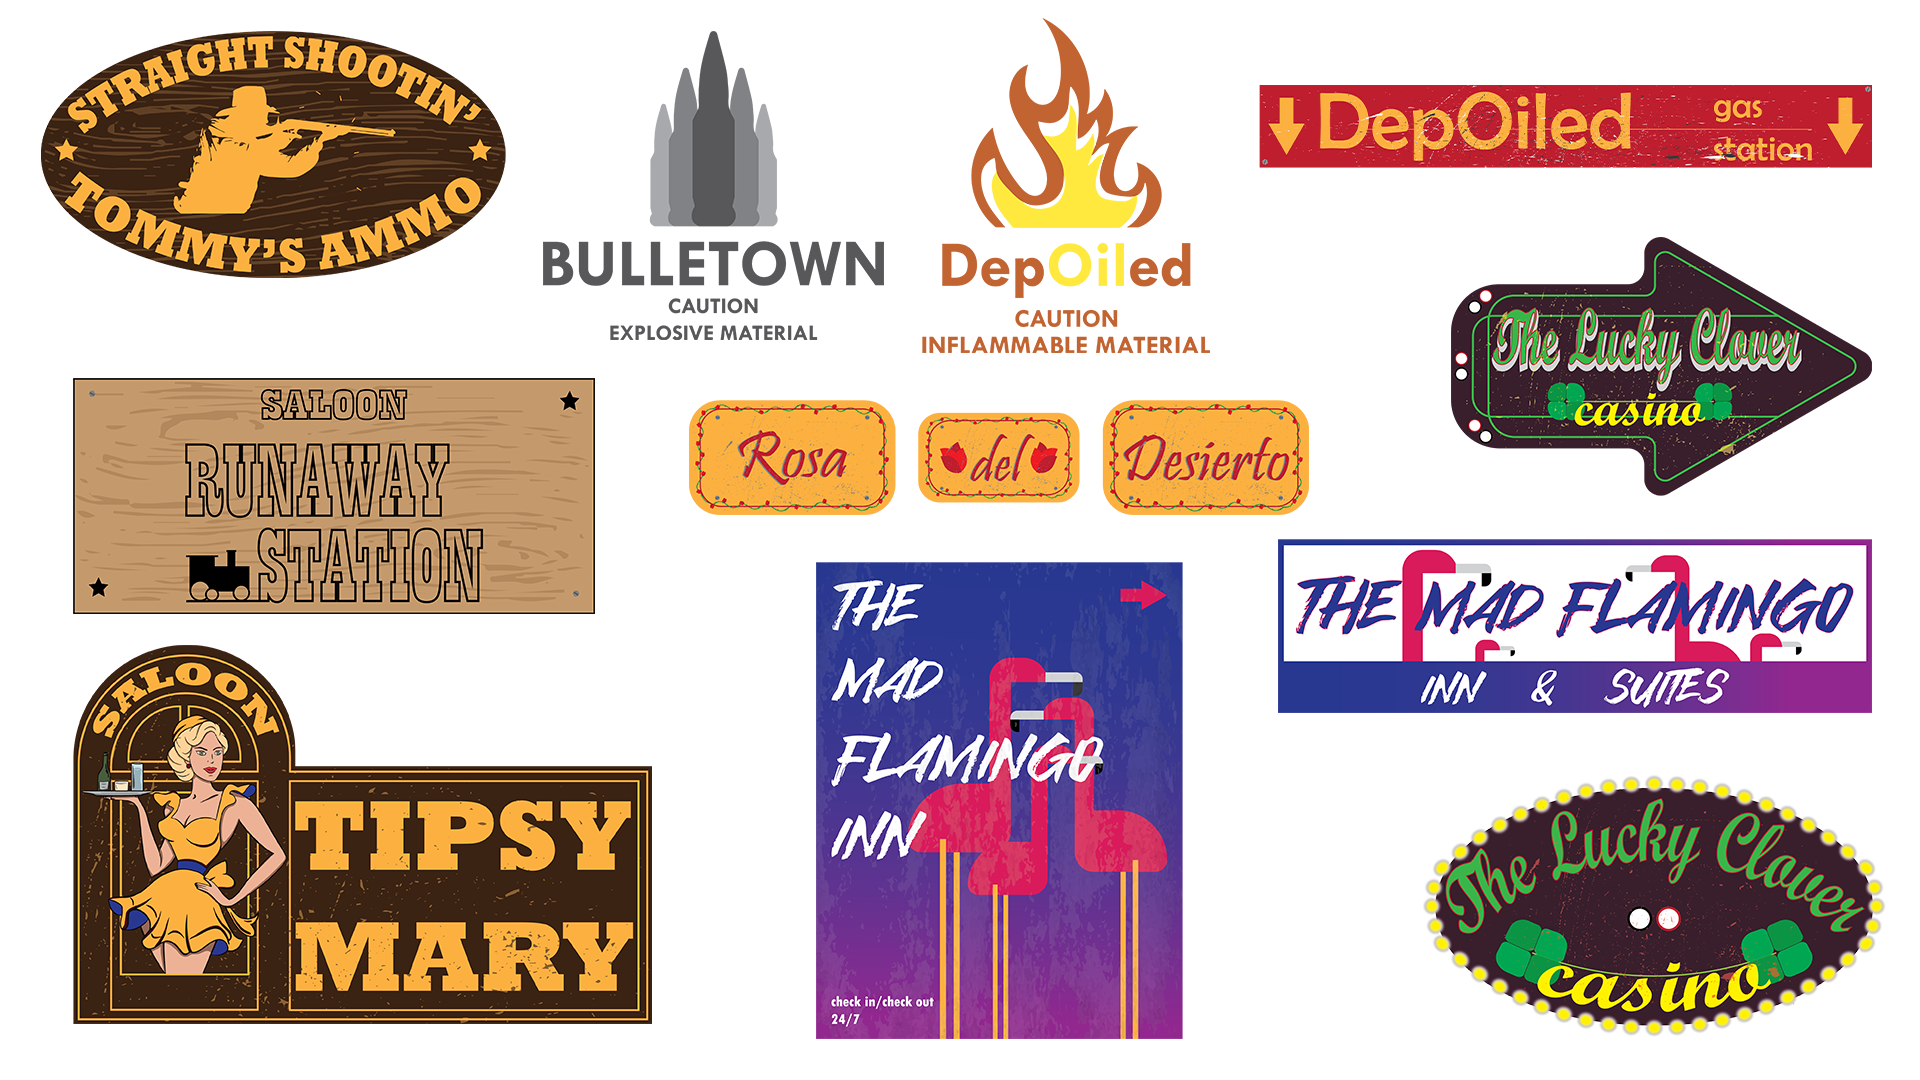 STRAIGHT SHOOTIN'
TOMMY'S AMMO
BULLETOWN
CAUTION
EXPLOSIVE MATERIAL
DepOiled
CAUTION
INFLAMMABLE MATERIAL
DepOiled
gas
station
The Lucky Clover
casino
SALOON
RUNAWAY
STATION
Rosa
del
Desierto
THE MAD FLAMINGO
INN & SUITES
SALOON
TIPSY
MARY
THE
MAD
FLAMINGO
INN
check in/check out
24/7
The Lucky Clover
casino